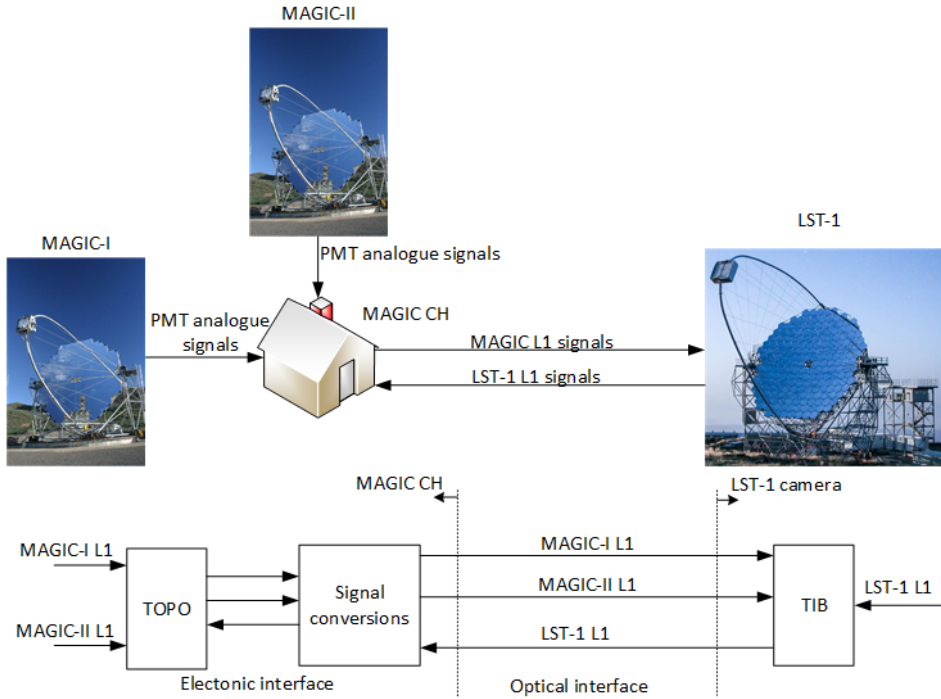 MAGIC-II
MAGIC-I
LST-1
PMT analogue signals
PMT analogue
signals
MAGIC CH
MAGIC L1 signals
LST-1 L1 signals
MAGIC CH
LST-1 camera
MAGIC-I L1
MAGIC-II L1
TOPO
Signal
conversions
MAGIC-I L1
MAGIC-II L1
LST-1 L1
TIB
LST-1 L1
Electonic interface
Optical interface